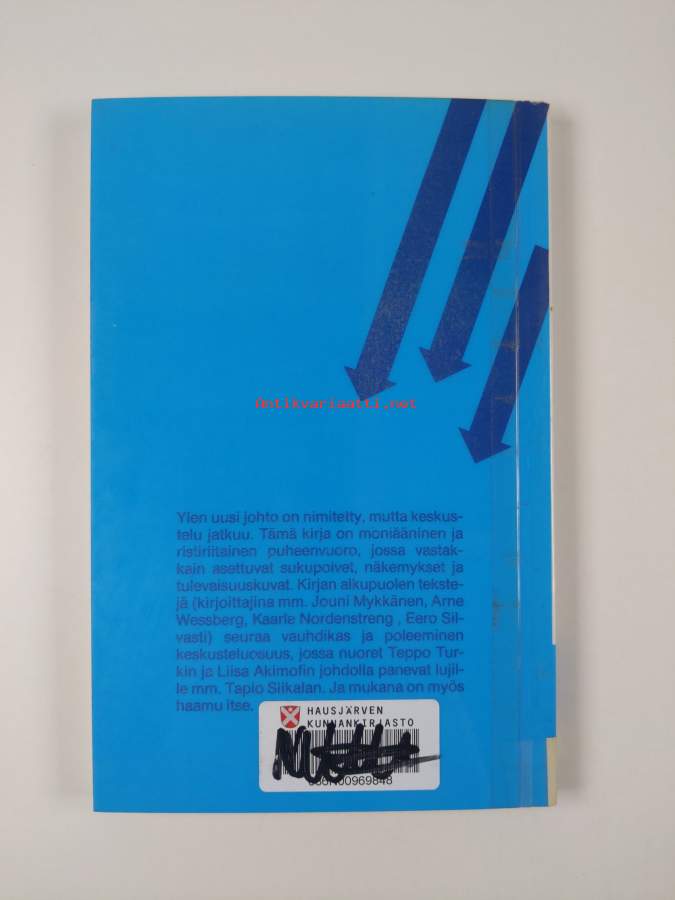 Antikvariaatti.net
Ylen uusi johto on nimitetty, mutta keskus-
telu jatkuu. Tämä kirja on moniääninen ja
ristiriitainen puheenvuoro, jossa vastak-
kain asettuvat sukupolvet, näkemykset ja
tulevaisuuskuvat. Kirjan alkupuolen tekste-
jä (kirjoittajina mm. Jouni Mykkänen, Arne
Wessberg, Kaarle Nordenstreng , Eero Sil-
vasti) seuraa vauhdikas ja poleeminen
keskusteluosuus, jossa nuoret Teppo Tur-
kin ja Liisa Akimofin johdolla panevat lujil-
le mm. Tapio Siikalan. Ja mukana on myös
haamu itse.
HAUSJÄRVEN
KUNNANKIRJASTO